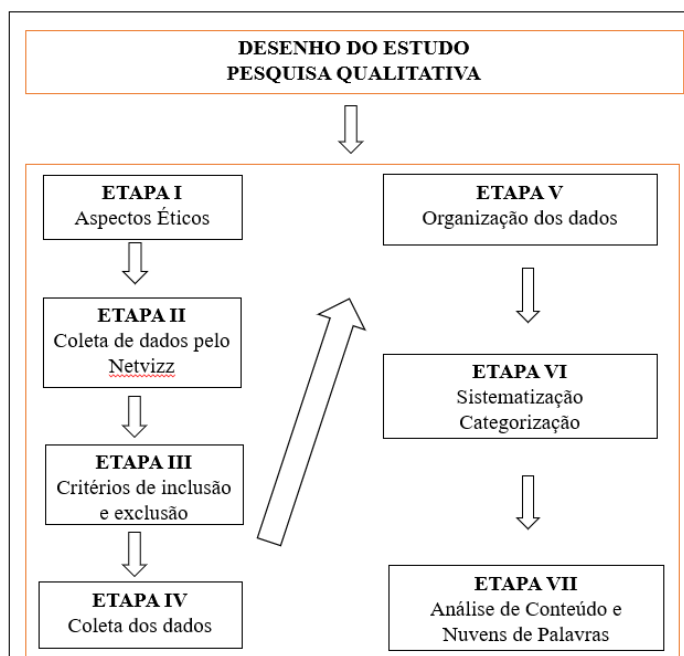 DESENHO DO ESTUDO
PESQUISA QUALITATIVA
ETAPA I
Aspectos Éticos
ETAPA II
Coleta de dados pelo
Netvizz
ETAPA III
Critérios de inclusão
e exclusão
ETAPA IV
Coleta dos dados
ETAPA V
Organização dos dados
ETAPA VI
Sistematização
Categorização
ETAPA VII
Análise de Conteúdo e
Nuvens de Palavras